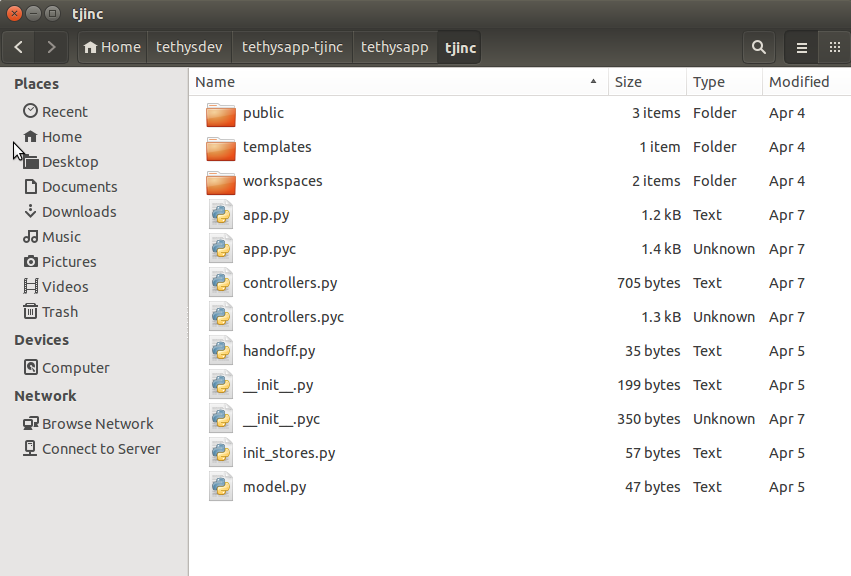 tjinc
Home tethysdev tethysapp-tjinc tethysapp tjinc
Places
Recent
Home
Desktop
Documents
Downloads
Music
Pictures
Videos
Trash
Devices
Computer
Network
Browse Network
Connect to Server
Name Size Type Modified
public 3 items Folder Apr 4
templates 1 item Folder Apr 4
workspaces 2 items Folder Apr 4
app.py 1.2 kB Text Apr 7
app.pyc 1.4 kB Unknown Apr 7
controllers.py 705 bytes Text Apr 7
controllers.pyc 1.3 kB Unknown Apr 7
handoff.py 35 bytes Text Apr 5
__init__.py 199 bytes Text Apr 5
__init__.pyc 350 bytes Unknown Apr 7
init_stores.py 57 bytes Text Apr 5
model.py 47 bytes Text Apr 5